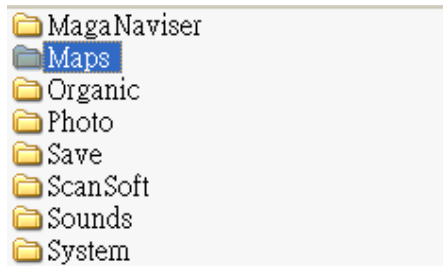 MagaNaviser
Maps
Organic
Photo
Save
ScanSoft
Sounds
System